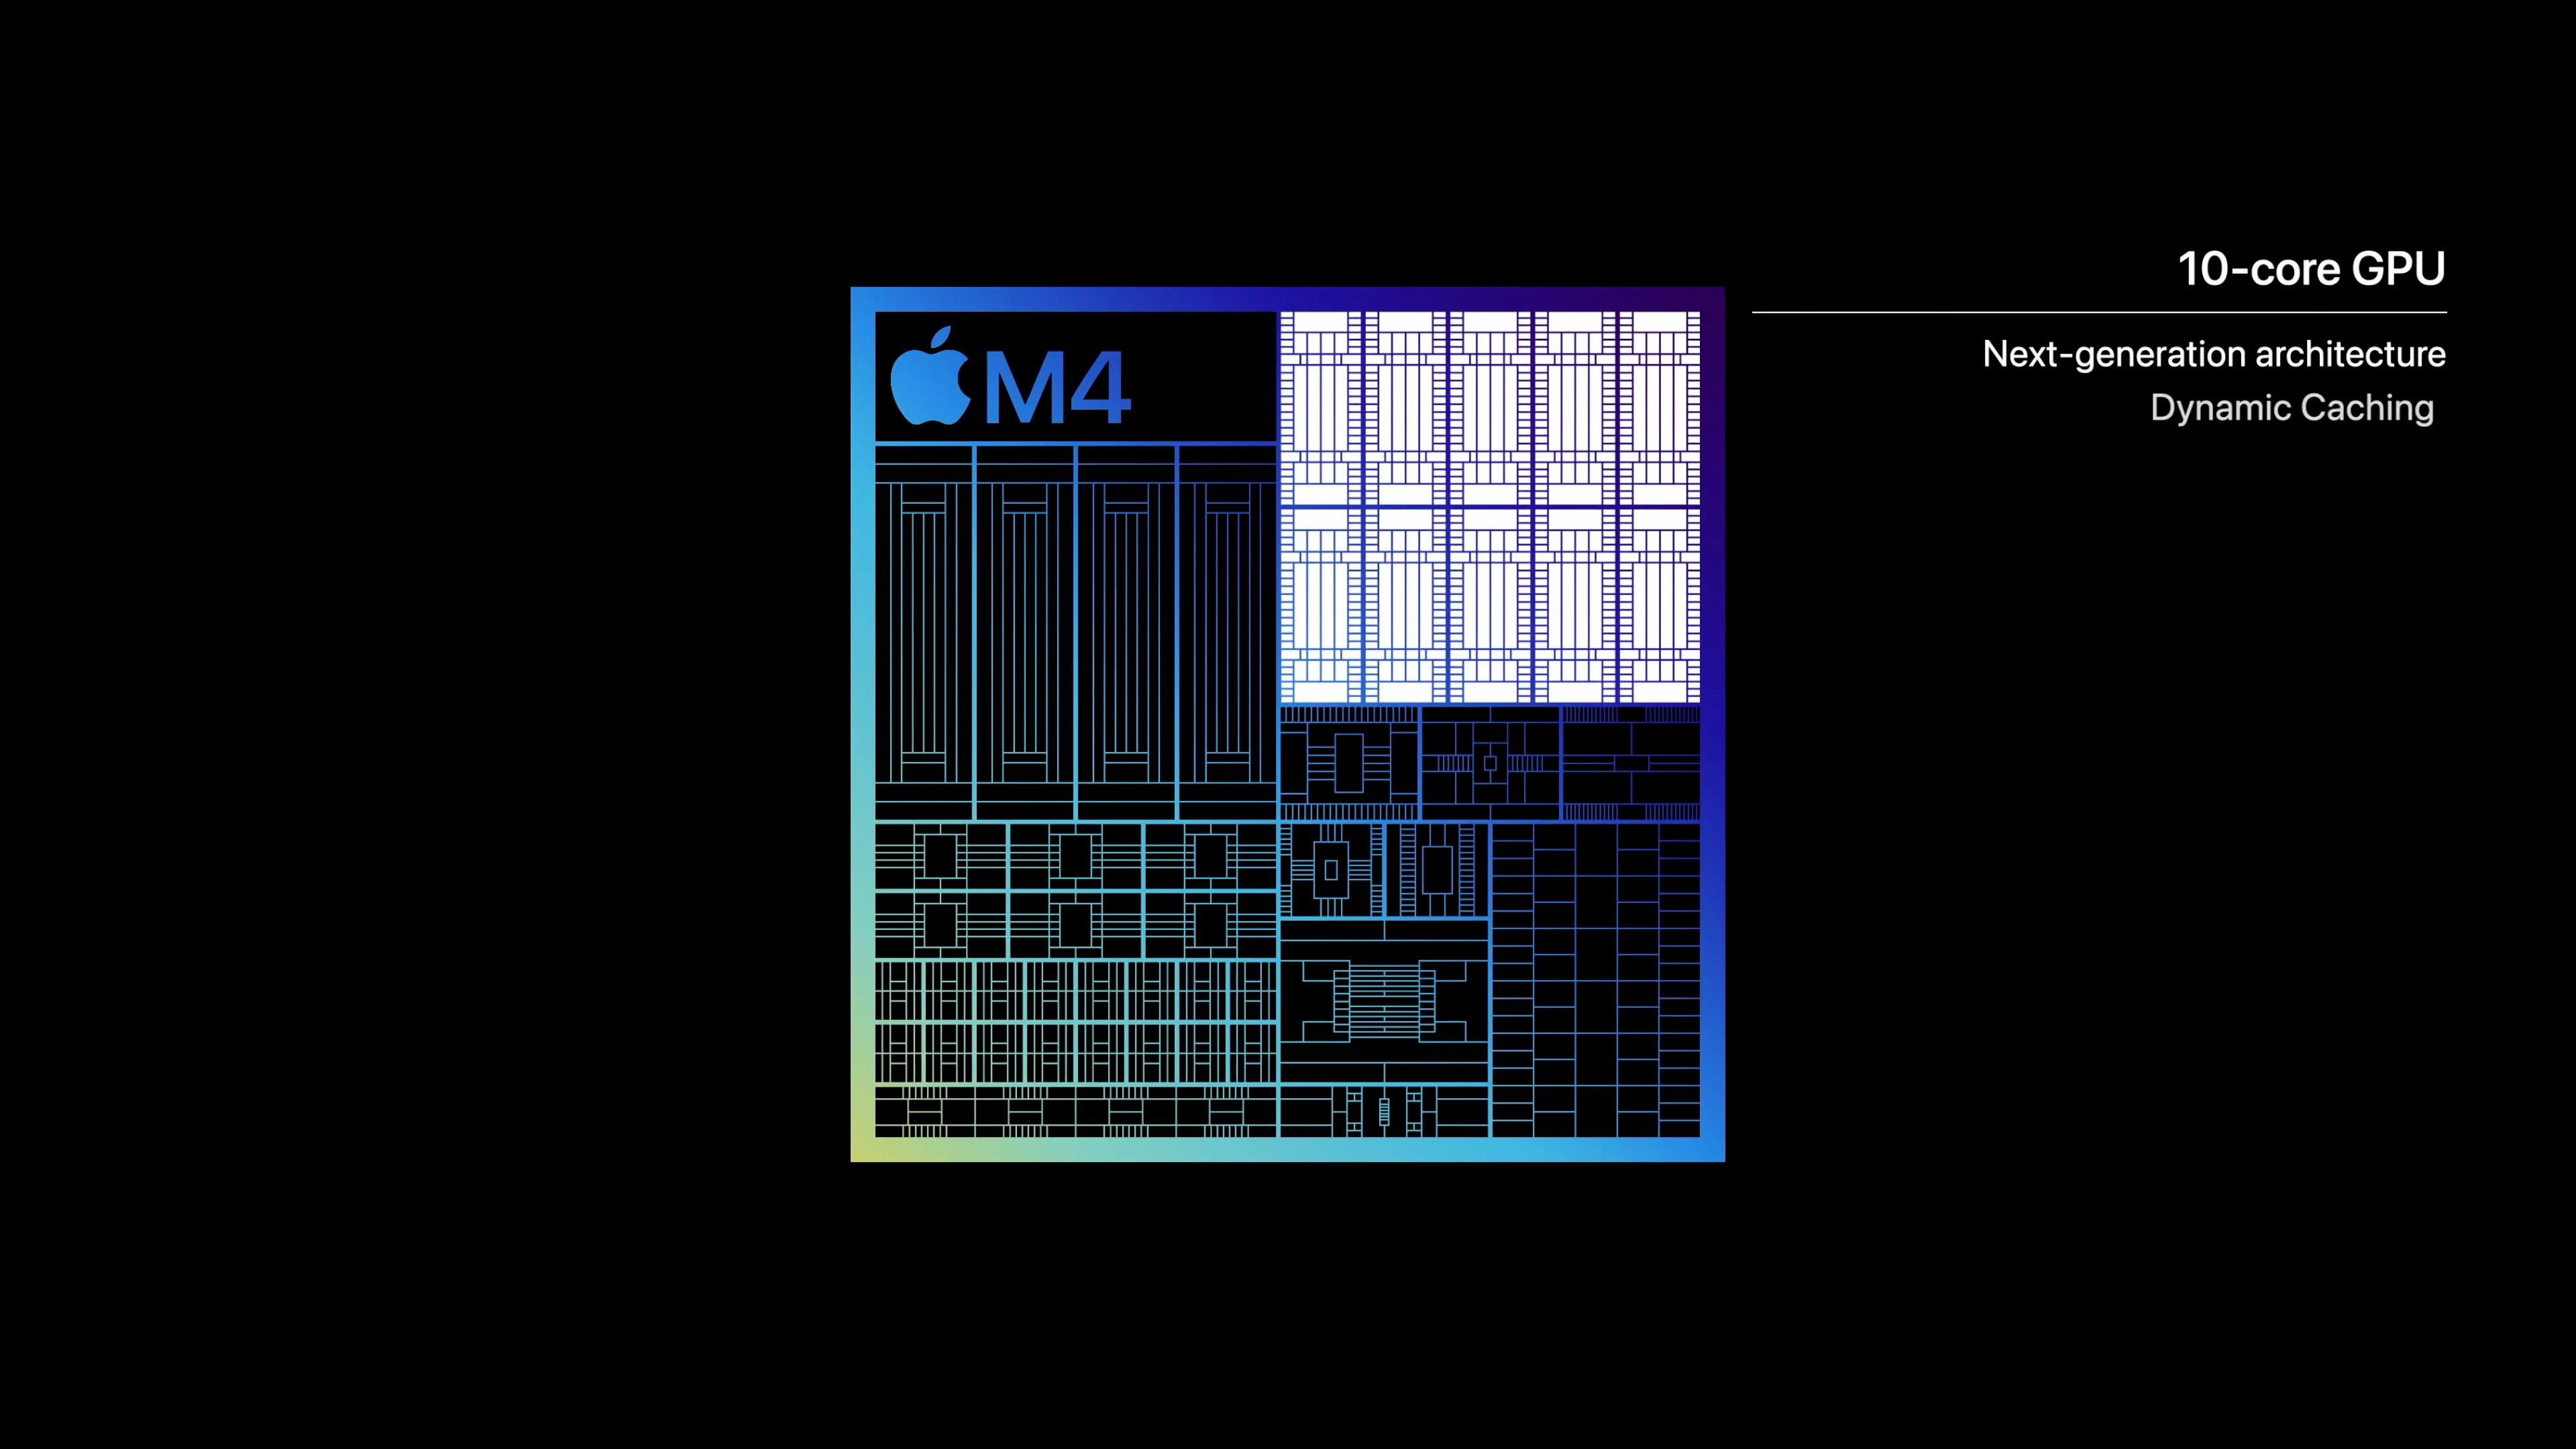 M4
10-core GPU
Next-generation architecture
Dynamic Caching